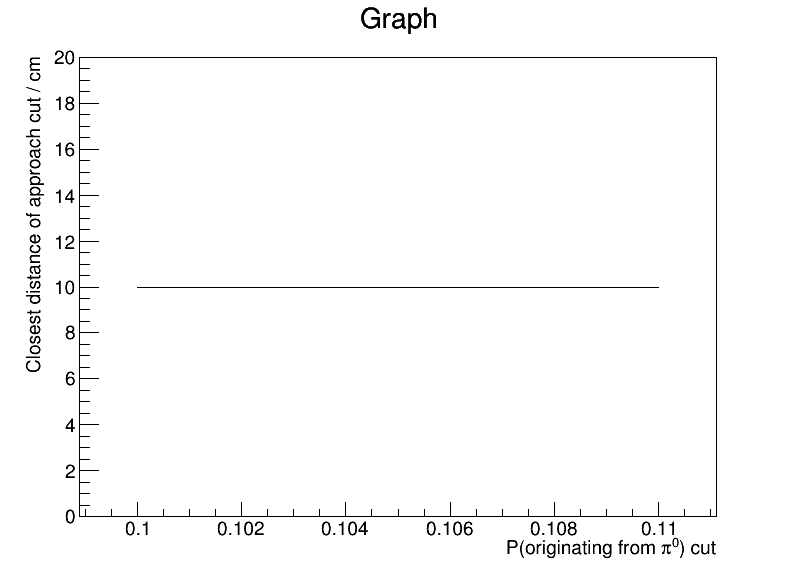 Graph
Closest distance of approach cut / cm
20
18
16
14
12
10
8
6
4
2
0
0.1 0.102 0.104 0.106 0.108 0.11
P(originating from π⁰) cut